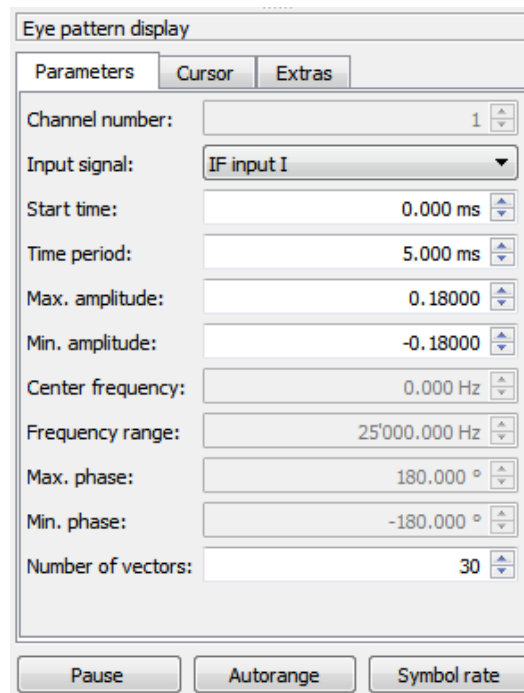 Eye pattern display
Parameters Cursor Extras
Channel number: 1
Input signal: IF input I
Start time: 0.000 ms
Time period: 5.000 ms
Max. amplitude: 0.18000
Min. amplitude: -0.18000
Center frequency: 0.000 Hz
Frequency range: 25'000.000 Hz
Max. phase: 180.000 °
Min. phase: -180.000 °
Number of vectors: 30
Pause Autorange Symbol rate